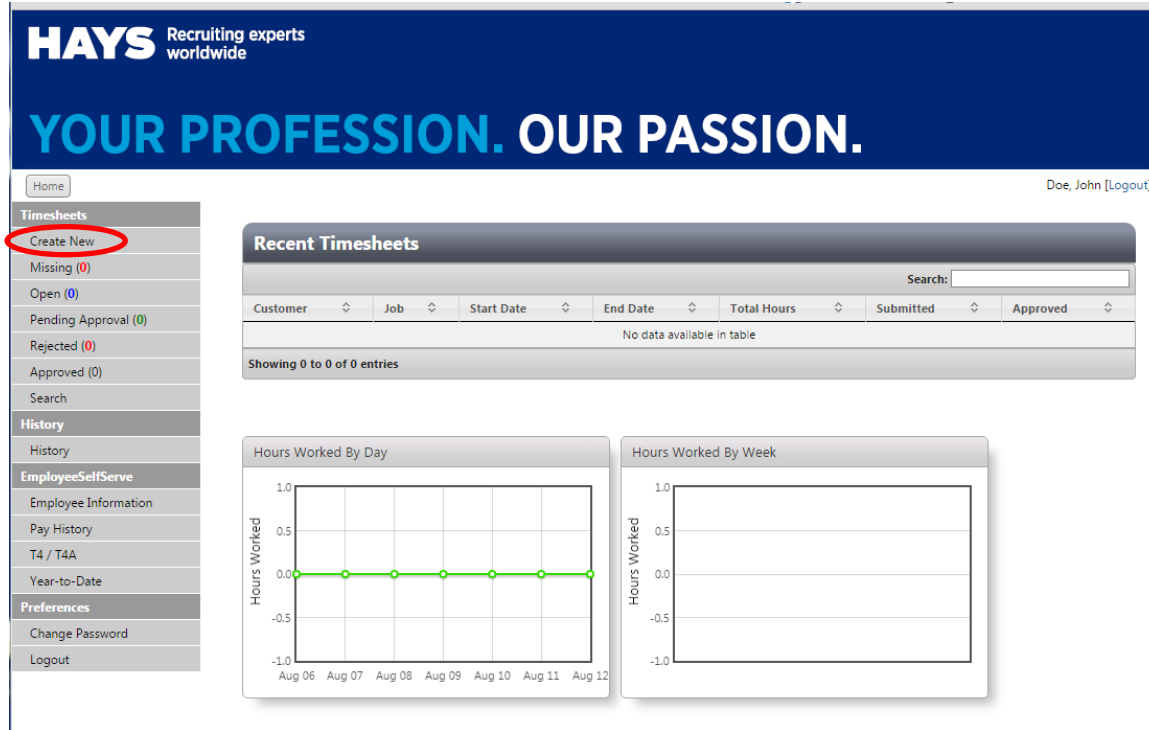 HAYS Recruiting experts
worldwide
YOUR PROFESSION. OUR PASSION.
Home
Doe, John [Logout]
Timesheets
Create New
Missing (0)
Open (0)
Pending Approval (0)
Rejected (0)
Approved (0)
Search
History
History
EmployeeSelfServe
Employee Information
Pay History
T4 / T4A
Year-to-Date
Preferences
Change Password
Logout
Recent Timesheets
Search:
Customer Job Start Date End Date Total Hours Submitted Approved
No data available in table
Showing 0 to 0 of 0 entries
Hours Worked By Day
Hours Worked
1.0
0.5
0.0
-0.5
-1.0
Aug 06 Aug 07 Aug 08 Aug 09 Aug 10 Aug 11 Aug 12
Hours Worked By Week
Hours Worked
1.0
0.5
0.0
-0.5
-1.0